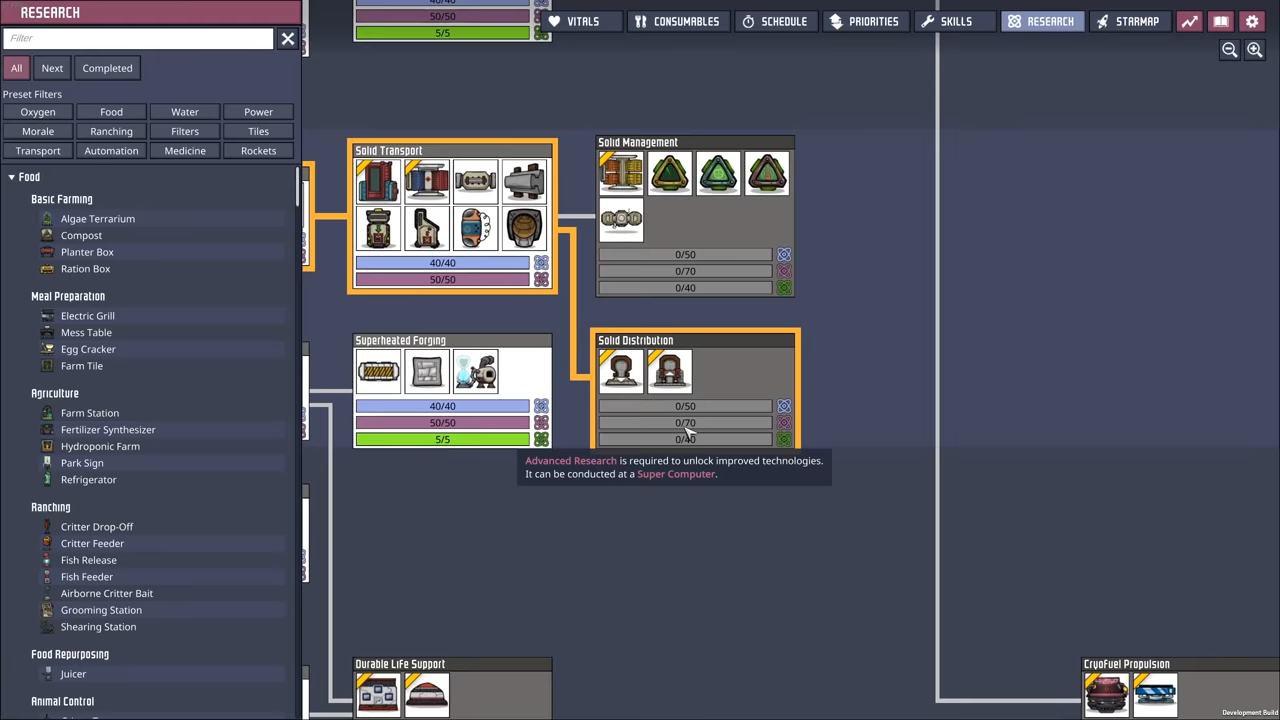 RESEARCH
Filter
All
Next
Completed
Preset Filters
Oxygen
Food
Water
Power
Morale
Ranching
Filters
Tiles
Transport
Automation
Medicine
Rockets
Food
Basic Farming
Algae Terrarium
Compost
Planter Box
Ration Box
Meal Preparation
Electric Grill
Mess Table
Egg Cracker
Farm Tile
Agriculture
Farm Station
Fertilizer Synthesizer
Hydroponic Farm
Park Sign
Refrigerator
Ranching
Critter Drop-Off
Critter Feeder
Fish Release
Fish Feeder
Airborne Critter Bait
Grooming Station
Shearing Station
Food Repurposing
Juicer
Animal Control
VITALS
CONSUMABLES
SCHEDULE
PRIORITIES
SKILLS
RESEARCH
STARMAP
50/50
5/5
Solid Transport
40/40
50/50
Solid Management
0/50
0/70
0/40
Superheated Forging
40/40
50/50
5/5
Solid Distribution
0/50
0/70
0/40
Advanced Research is required to unlock improved technologies.
It can be conducted at a Super Computer.
Durable Life Support
CryoFuel Propulsion
Development Build